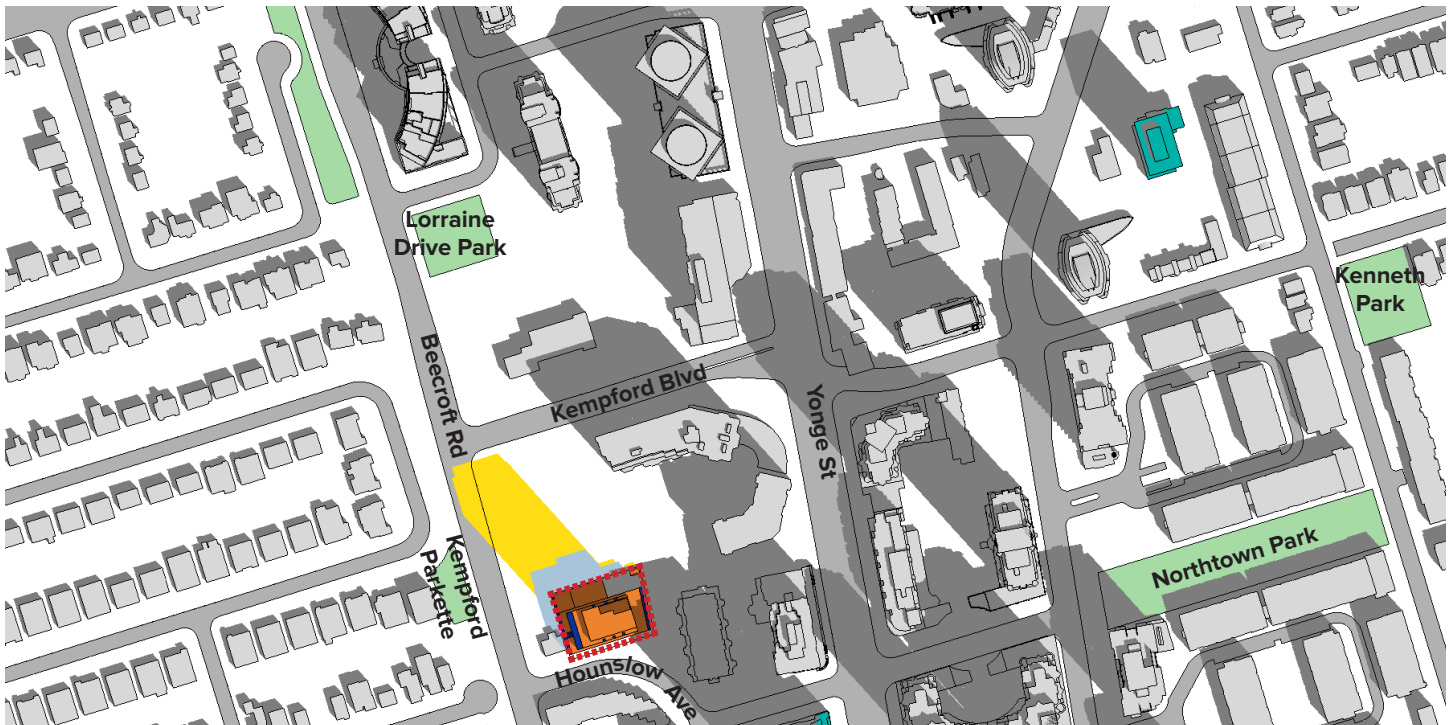 Lorraine
Drive Park
Kenneth
Park
Beecroft Rd
Kempford Blvd
Yonge St
Northtown Park
Kempford
Parkette
Hounslow Ave